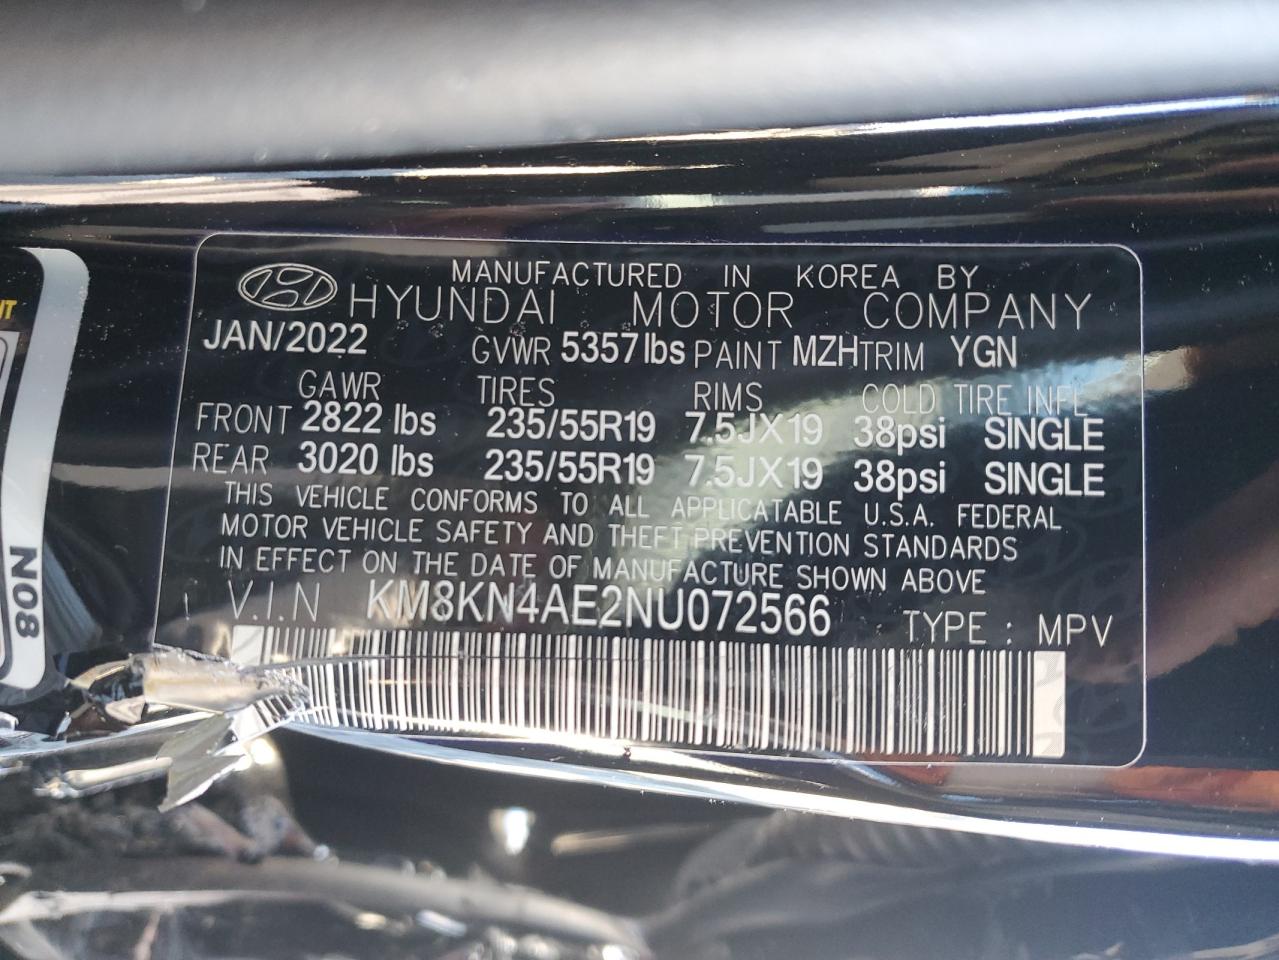 MANUFACTURED IN KOREA BY
HYUNDAI MOTOR COMPANY
JAN/2022 GVWR 5357 lbs PAINT MZH TRIM YGN
GAWR TIRES RIMS COLD TIRE INFL
FRONT 2822 lbs 235/55R19 7.5JX19 38psi SINGLE
REAR 3020 lbs 235/55R19 7.5JX19 38psi SINGLE
THIS VEHICLE CONFORMS TO ALL APPLICATABLE U.S.A. FEDERAL
MOTOR VEHICLE SAFETY AND THEFT PREVENTION STANDARDS
IN EFFECT ON THE DATE OF MANUFACTURE SHOWN ABOVE
V.I.N KM8KN4AE2NU072566 TYPE : MPV
N08